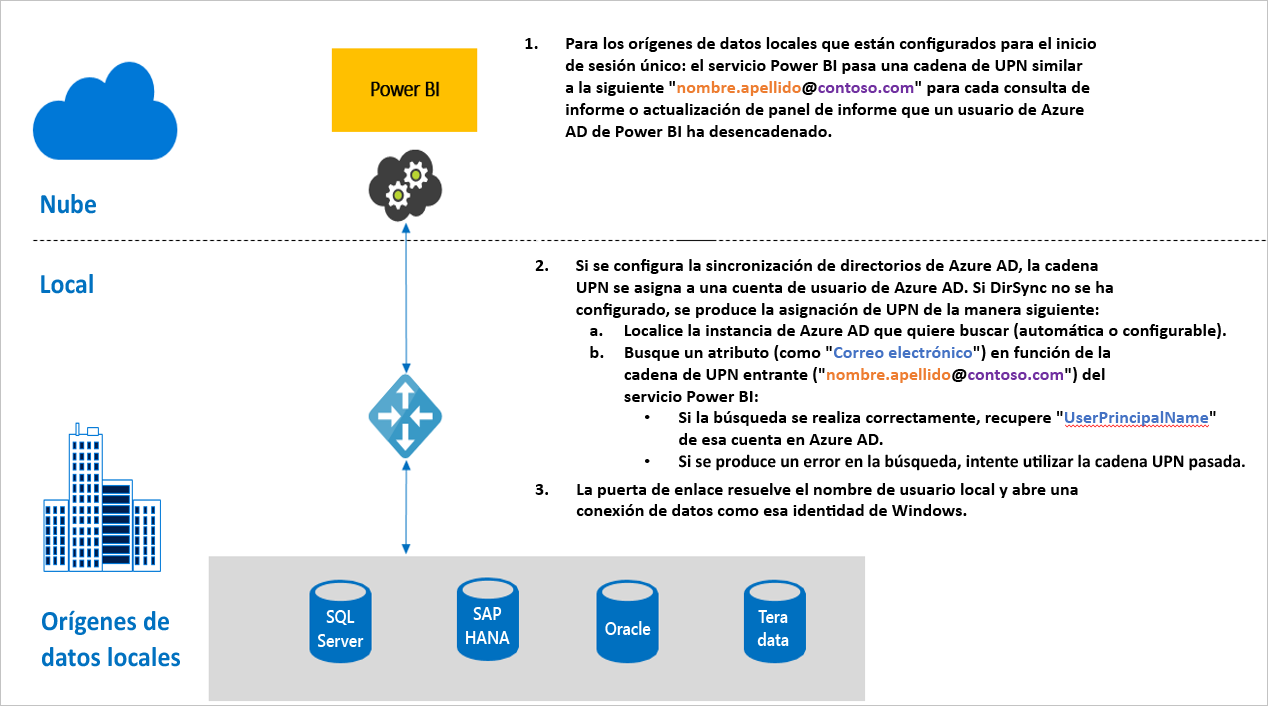 Power BI
Nube
1. Para los orígenes de datos locales que están configurados para el inicio
de sesión único: el servicio Power BI pasa una cadena de UPN similar
a la siguiente "nombre.apellido@contoso.com" para cada consulta de
informe o actualización de panel de informe que un usuario de Azure
AD de Power BI ha desencadenado.
Local
2. Si se configura la sincronización de directorios de Azure AD, la cadena
UPN se asigna a una cuenta de usuario de Azure AD. Si DirSync no se ha
configurado, se produce la asignación de UPN de la manera siguiente:
a. Localice la instancia de Azure AD que quiere buscar (automática o configurable).
b. Busque un atributo (como "Correo electrónico") en función de la
cadena de UPN entrante ("nombre.apellido@contoso.com") del
servicio Power BI:
• Si la búsqueda se realiza correctamente, recupere "UserPrincipalName"
de esa cuenta en Azure AD.
• Si se produce un error en la búsqueda, intente utilizar la cadena UPN pasada.
3. La puerta de enlace resuelve el nombre de usuario local y abre una
conexión de datos como esa identidad de Windows.
Orígenes de
datos locales
SQL
Server
SAP
HANA
Oracle
Tera
data